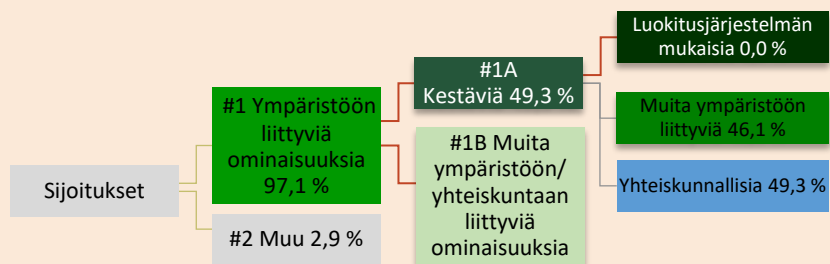 Sijoitukset
#1 Ympäristöön
liittyviä
ominaisuuksia
97,1 %
#2 Muu 2,9 %
#1A
Kestäviä 49,3 %
#1B Muita
ympäristöön/
yhteiskuntaan
liittyviä
ominaisuuksia
Luokitusjärjestelmän
mukaisia 0,0 %
Muita ympäristöön
liittyviä 46,1 %
Yhteiskunnallisia 49,3 %